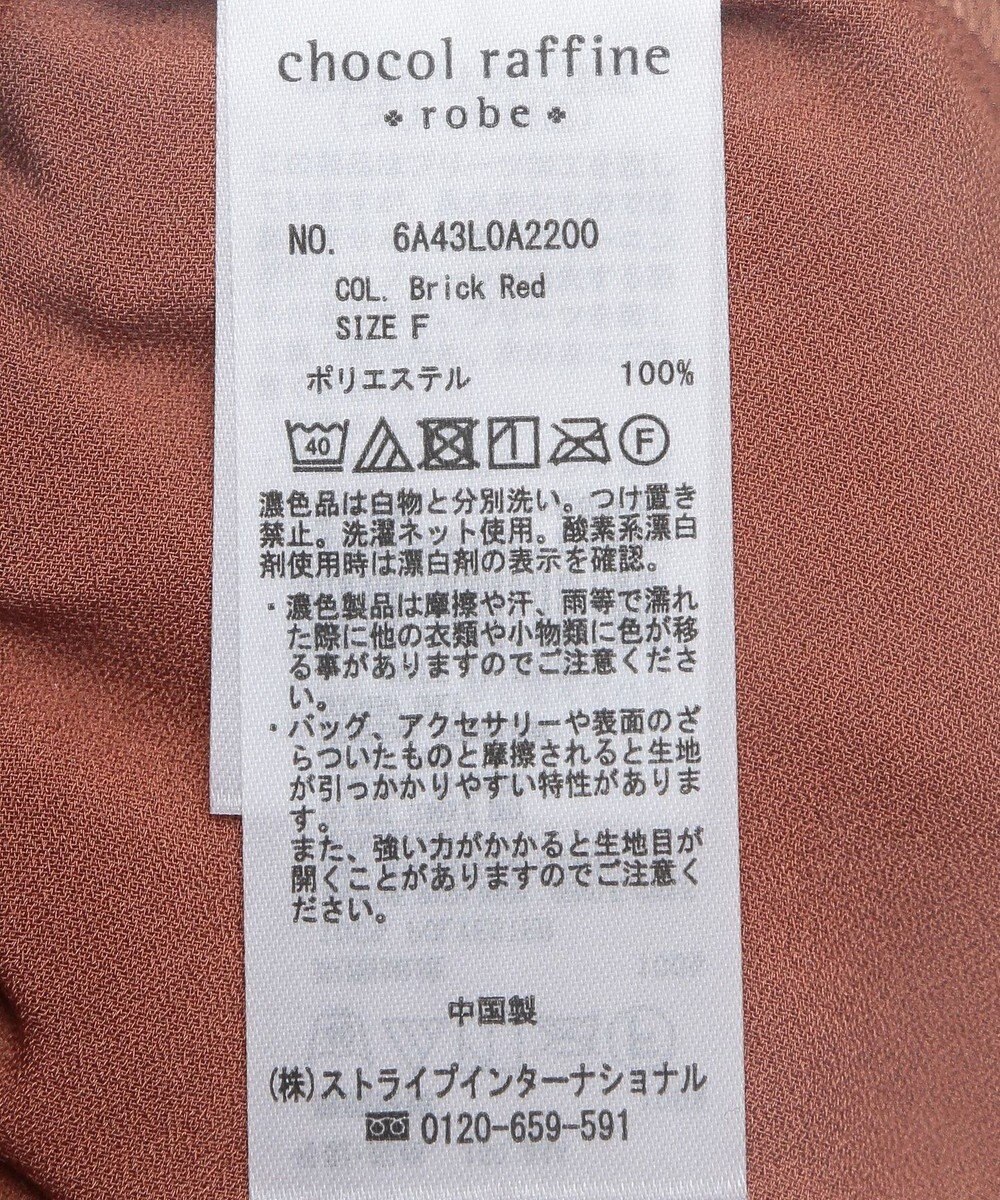 chocol raffine
robe
NO. 6A43L0A2200
COL. Brick Red
SIZE F
ポリエステル 100%
40
F
濃色品は白物と分別洗い。つけ置き
禁止。洗濯ネット使用。酸素系漂白
剤使用時は漂白剤の表示を確認。
・濃色製品は摩擦や汗、雨等で濡れ
た際に他の衣類や小物類に色が移
る事がありますのでご注意くださ
い。
・バッグ、アクセサリーや表面のざ
らついたものと摩擦されると生地
が引っかかりやすい特性がありま
す。
また、強い力がかかると生地目が
開くことがありますのでご注意く
ださい。
中国製
(株)ストライプインターナショナル
0120-659-591